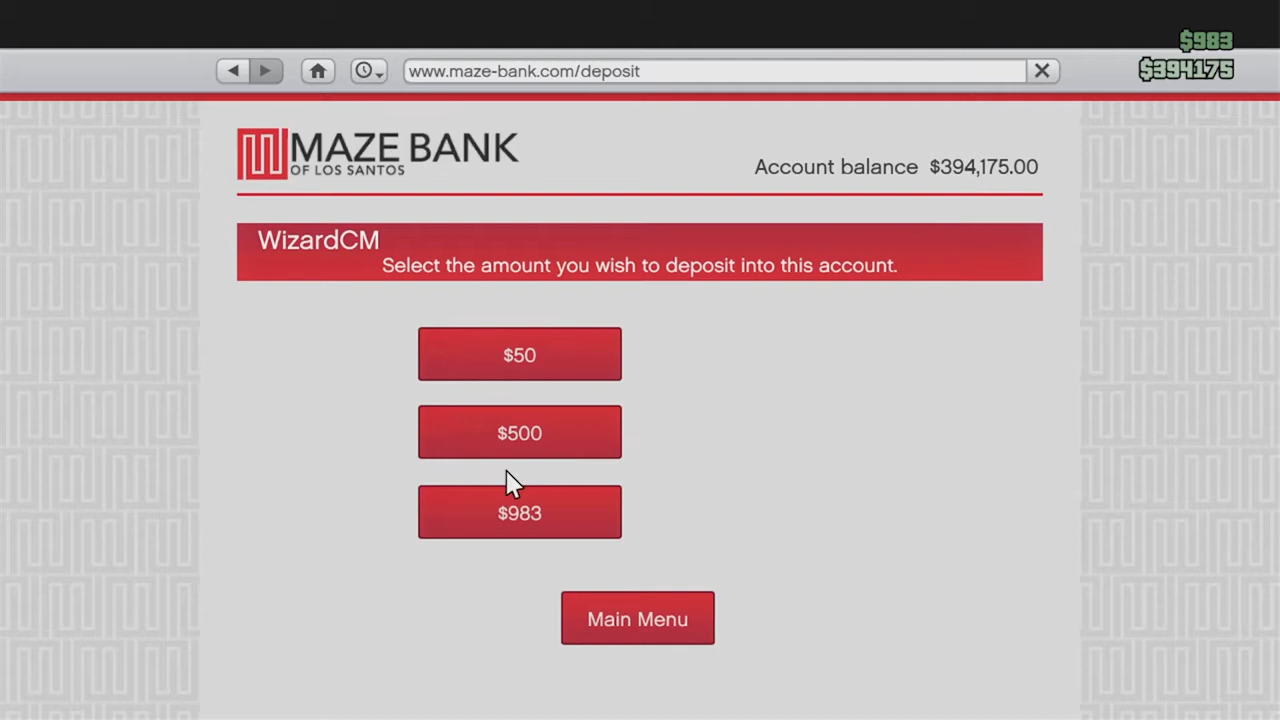 $983
$394175
www.maze-bank.com/deposit
MAZE BANK
OF LOS SANTOS
Account balance $394,175.00
WizardCM
Select the amount you wish to deposit into this account.
$50
$500
$983
Main Menu